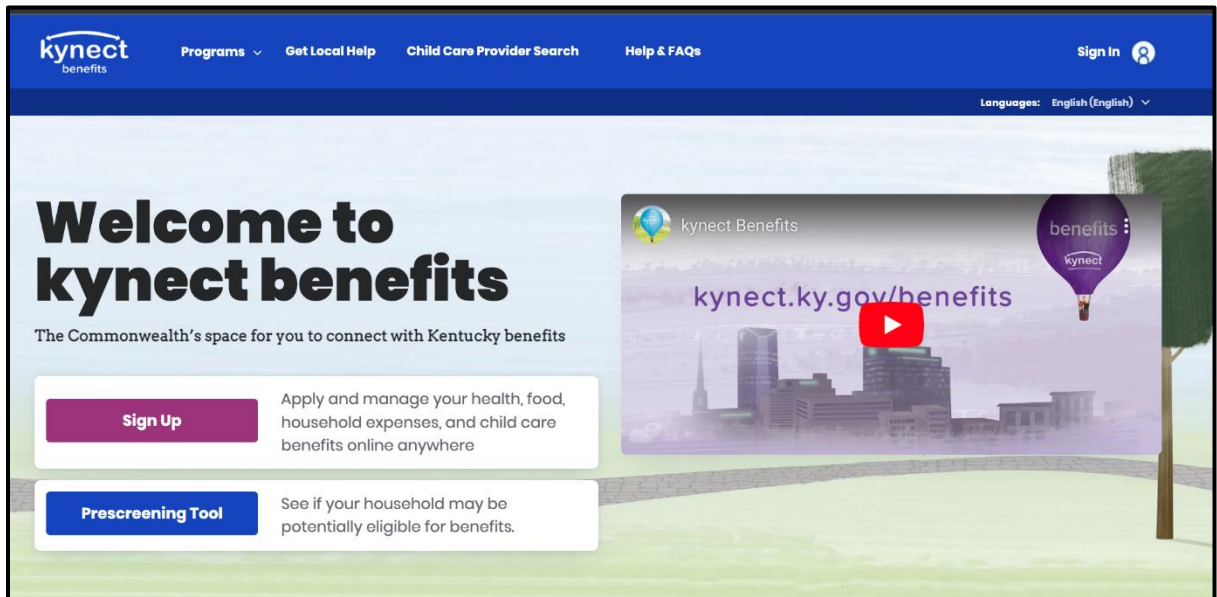 kynect
benefits
Programs
Get Local Help
Child Care Provider Search
Help & FAQs
Sign In
Languages: English (English)
Welcome to
kynect benefits
The Commonwealth's space for you to connect with Kentucky benefits
Sign Up
Apply and manage your health, food,
household expenses, and child care
benefits online anywhere
Prescreening Tool
See if your household may be
potentially eligible for benefits.
kynect Benefits
benefits
kynect
kynect.ky.gov/benefits